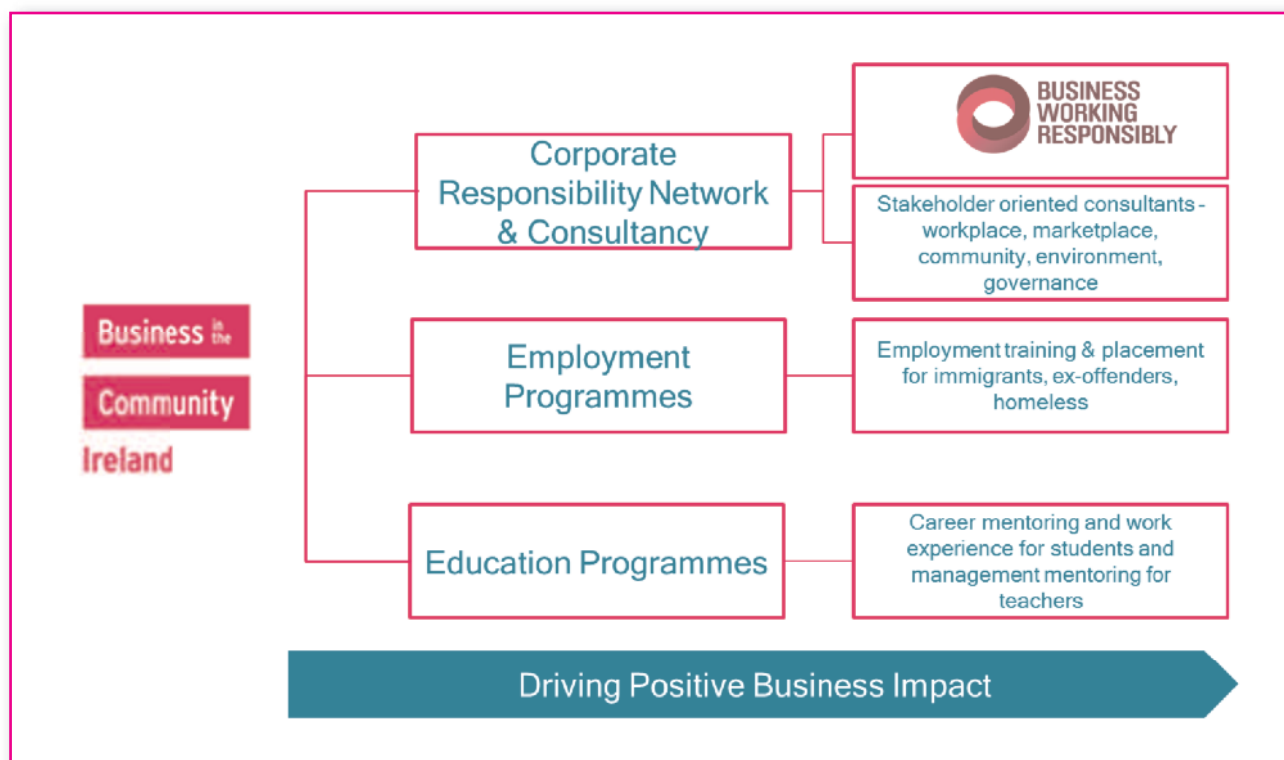 Business in the
Community
Ireland
Corporate
Responsibility Network
& Consultancy
BUSINESS
WORKING
RESPONSIBLY
Stakeholder oriented consultants -
workplace, marketplace,
community, environment,
governance
Employment
Programmes
Employment training & placement
for immigrants, ex-offenders,
homeless
Education Programmes
Career mentoring and work
experience for students and
management mentoring for
teachers
Driving Positive Business Impact